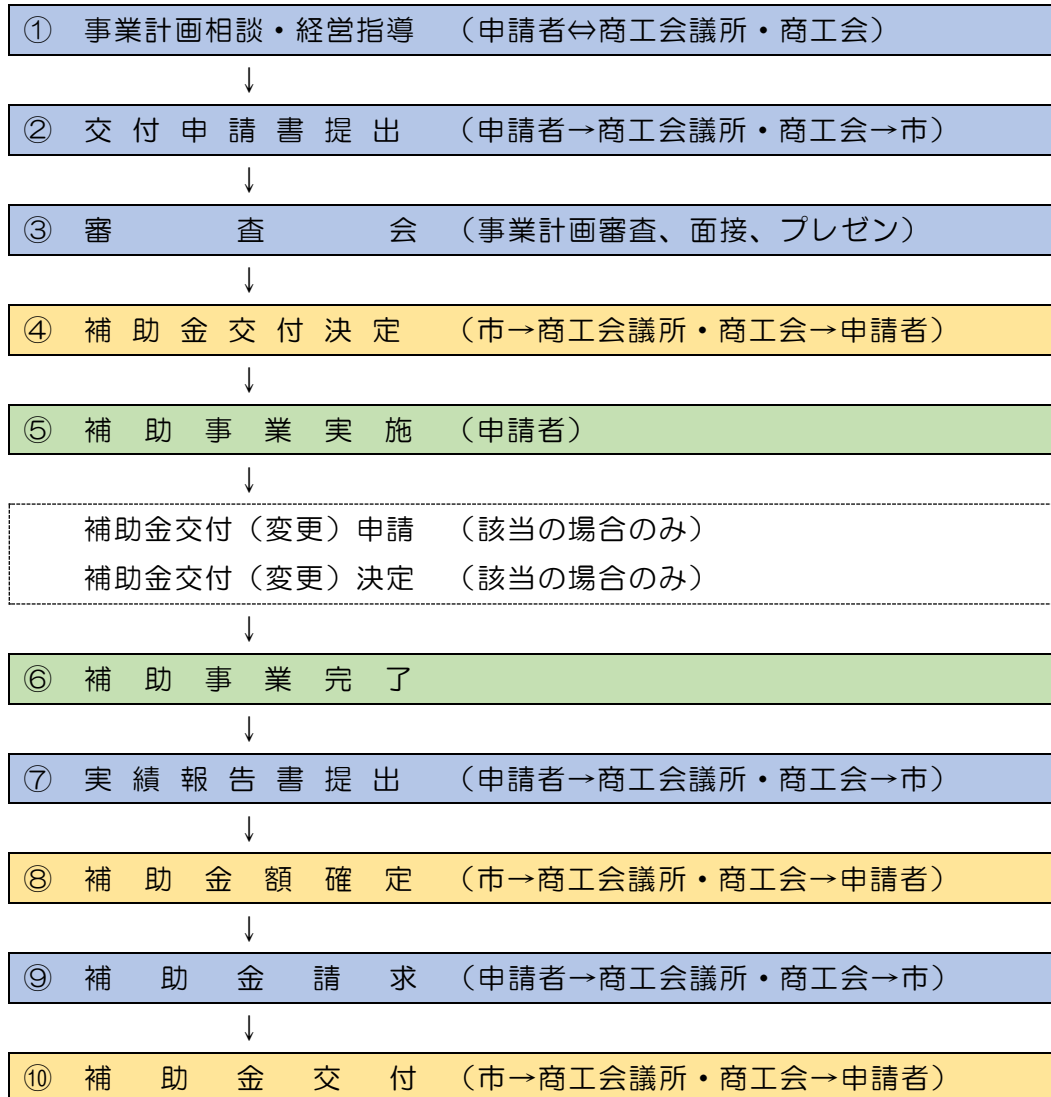 ① 事業計画相談・経営指導 （申請者⇔商工会議所・商工会）
↓
② 交付申請書提出 （申請者→商工会議所・商工会→市）
↓
③ 審査会 （事業計画審査、面接、プレゼン）
↓
④ 補助金交付決定 （市→商工会議所・商工会→申請者）
↓
⑤ 補助事業実施 （申請者）
↓
補助金交付（変更）申請 （該当の場合のみ）
補助金交付（変更）決定 （該当の場合のみ）
↓
⑥ 補助事業完了
↓
⑦ 実績報告書提出 （申請者→商工会議所・商工会→市）
↓
⑧ 補助金額確定 （市→商工会議所・商工会→申請者）
↓
⑨ 補助金請求 （申請者→商工会議所・商工会→市）
↓
⑩ 補助金交付 （市→商工会議所・商工会→申請者）